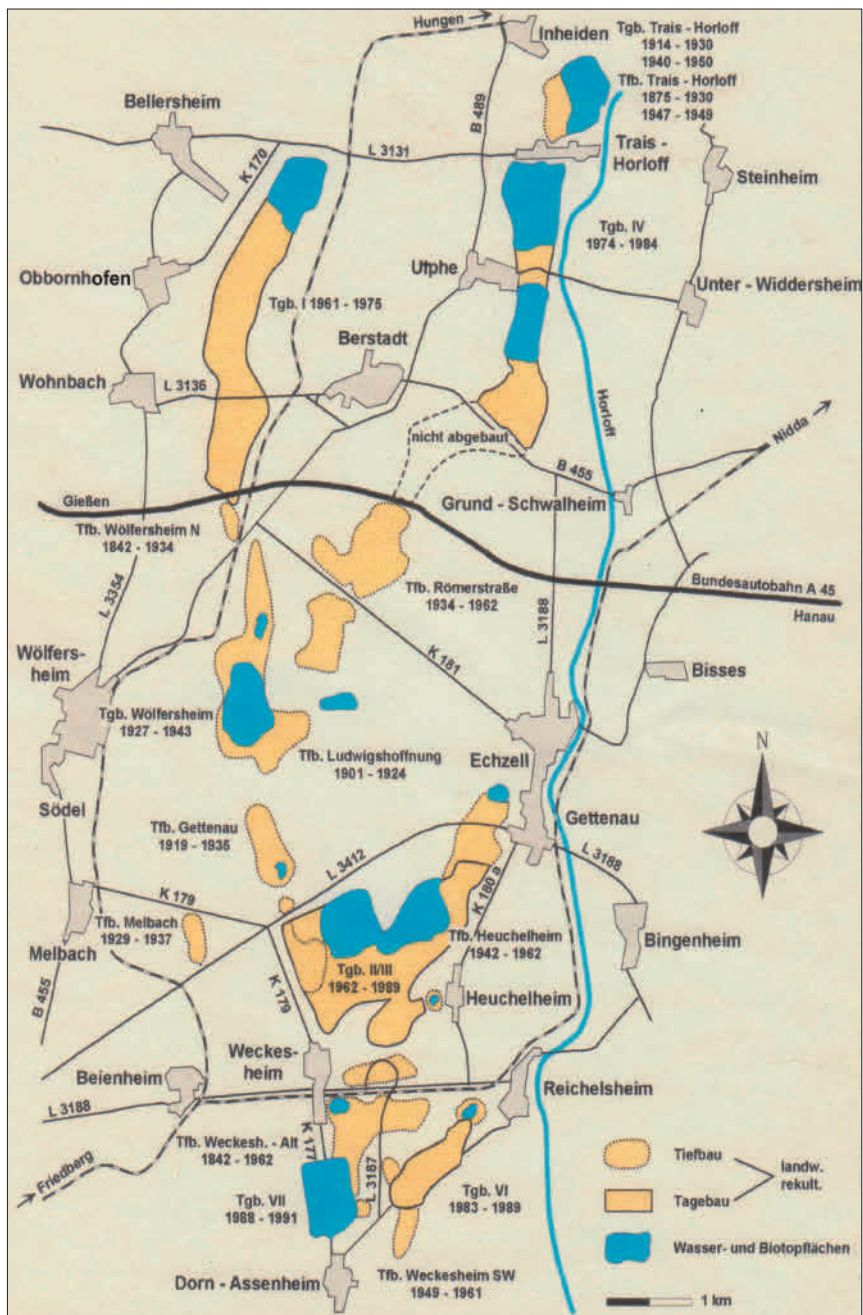 Hungen
Inheiden
Tgb. Trais - Horloff
1914 - 1930
1940 - 1950
Tfb. Trais - Horloff
1875 - 1930
1947 - 1949
Bellersheim
B 489
L 3131
Trais -
Horloff
Steinheim
K 170
Tgb. IV
1974 - 1984
Obbornhofen
Utphe
Unter - Widdersheim
Tgb. I 1961 - 1975
Berstadt
Wohnbach
L 3136
Horloff
nicht abgebaut
Nidda
B 455
Gießen
Grund - Schwalheim
Tfb. Wölfersheim N
1842 - 1934
L 3354
Tfb. Römerstraße
1934 - 1962
Bundesautobahn A 45
Hanau
L 3188
K 181
Wölfers-
heim
Bisses
Tgb. Wölfersheim
1927 - 1943
Tfb. Ludwigshoffnung
1901 - 1924
Echzell
N
Södel
Tfb. Gettenau
1919 - 1935
Gettenau
L 3412
L 3188
K 179
K 180 a
Tfb. Melbach
1929 - 1937
Melbach
Tfb. Heuchelheim
1942 - 1962
Bingenheim
B 455
Tgb. II/III
1962 - 1989
K 179
Heuchelheim
Weckes-
heim
Beienheim
Reichelsheim
L 3188
Tfb. Weckesh. - Alt
1842 - 1962
K 177
L 3187
Friedberg
Tgb. VII
1988 - 1991
Tgb. VI
1983 - 1989
Dorn - Assenheim
Tfb. Weckesheim SW
1949 - 1961
Tiefbau
landw.
rekult.
Tagebau
Wasser- und Biotopflächen
1 km